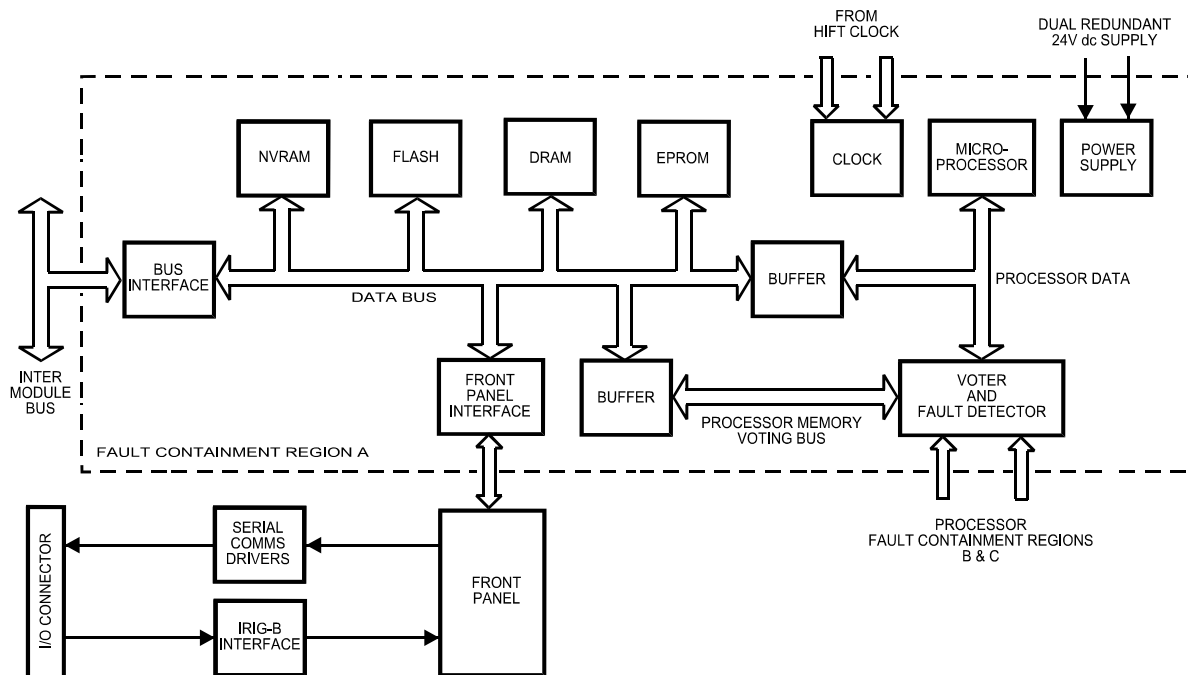 FROM
HIFT CLOCK
DUAL REDUNDANT
24V dc SUPPLY
NVRAM
FLASH
DRAM
EPROM
CLOCK
MICRO-
PROCESSOR
POWER
SUPPLY
BUS
INTERFACE
DATA BUS
BUFFER
PROCESSOR DATA
INTER
MODULE
BUS
FRONT
PANEL
INTERFACE
BUFFER
PROCESSOR MEMORY
VOTING BUS
VOTER
AND
FAULT DETECTOR
FAULT CONTAINMENT REGION A
I/O CONNECTOR
SERIAL
COMMS
DRIVERS
FRONT
PANEL
PROCESSOR
FAULT CONTAINMENT REGIONS
B & C
IRIG-B
INTERFACE